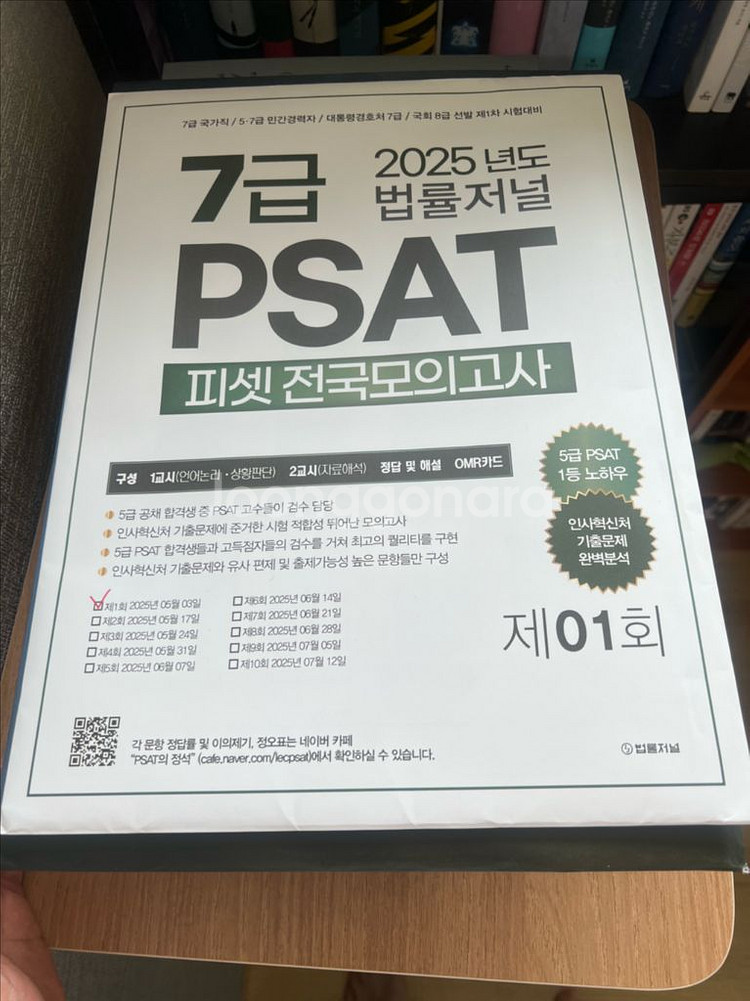 7급 국가직 / 5·7급 민간경력자 / 대통령경호처 7급 / 국회 8급 선발 제1차 시험대비
7급
2025년도
법률저널
PSAT
피셋 전국모의고사
구성 1교시(언어논리·상황판단) 2교시(자료해석) 정답 및 해설 OMR카드
5급 공채 합격생 중 PSAT 고수들이 검수 담당
인사혁신처 기출문제에 준거한 시험 적합성 뛰어난 모의고사
5급 PSAT 합격생들과 고득점자들의 검수를 거쳐 최고의 퀄리티를 구현
인사혁신처 기출문제와 유사 편제 및 출제가능성 높은 문항들만 구성
5급 PSAT
1등 노하우
인사혁신처
기출문제
완벽분석
제1회 2025년 05월 03일
제2회 2025년 05월 17일
제3회 2025년 05월 24일
제4회 2025년 05월 31일
제5회 2025년 06월 07일
제6회 2025년 06월 14일
제7회 2025년 06월 21일
제8회 2025년 06월 28일
제9회 2025년 07월 05일
제10회 2025년 07월 12일
제01회
각 문항 정답률 및 이의제기, 정오표는 네이버 카페
"PSAT의 정석" (cafe.naver.com/lecpsat)에서 확인하실 수 있습니다.
법률저널